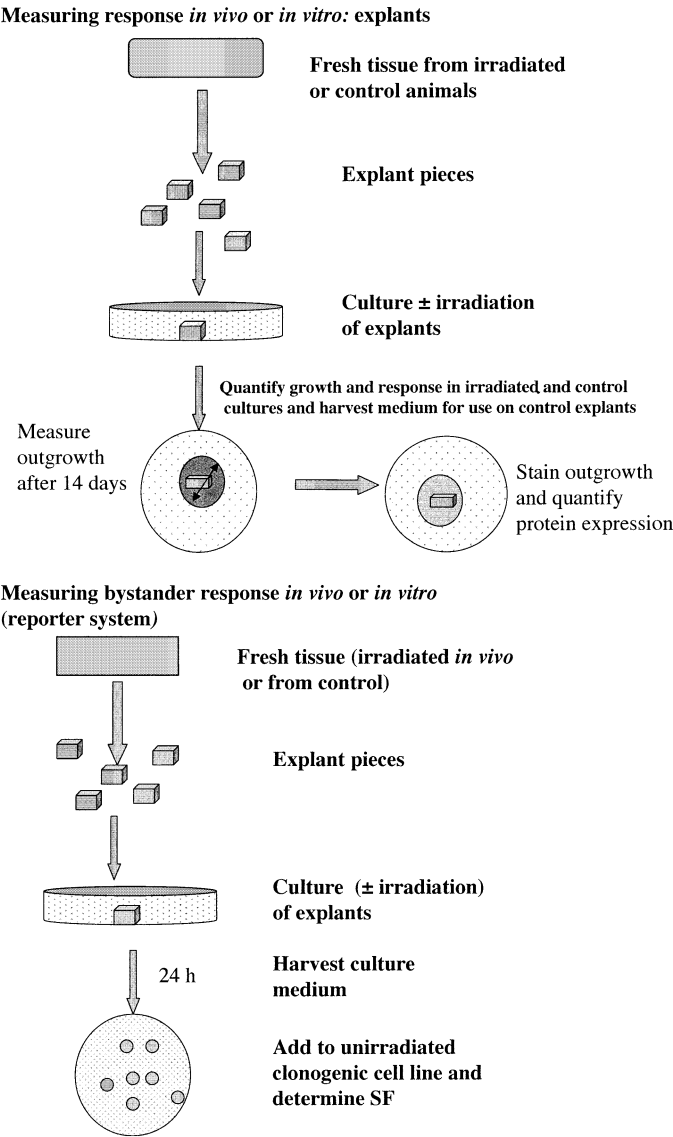 Measuring response in vivo or in vitro: explants
Fresh tissue from irradiated
or control animals
Explant pieces
Culture ± irradiation
of explants
Quantify growth and response in irradiated, and control
cultures and harvest medium for use on control explants
Measure
outgrowth
after 14 days
Stain outgrowth
and quantify
protein expression
Measuring bystander response in vivo or in vitro
(reporter system)
Fresh tissue (irradiated in vivo
or from control)
Explant pieces
Culture (± irradiation)
of explants
24 h
Harvest culture
medium
Add to unirradiated
clonogenic cell line and
determine SF